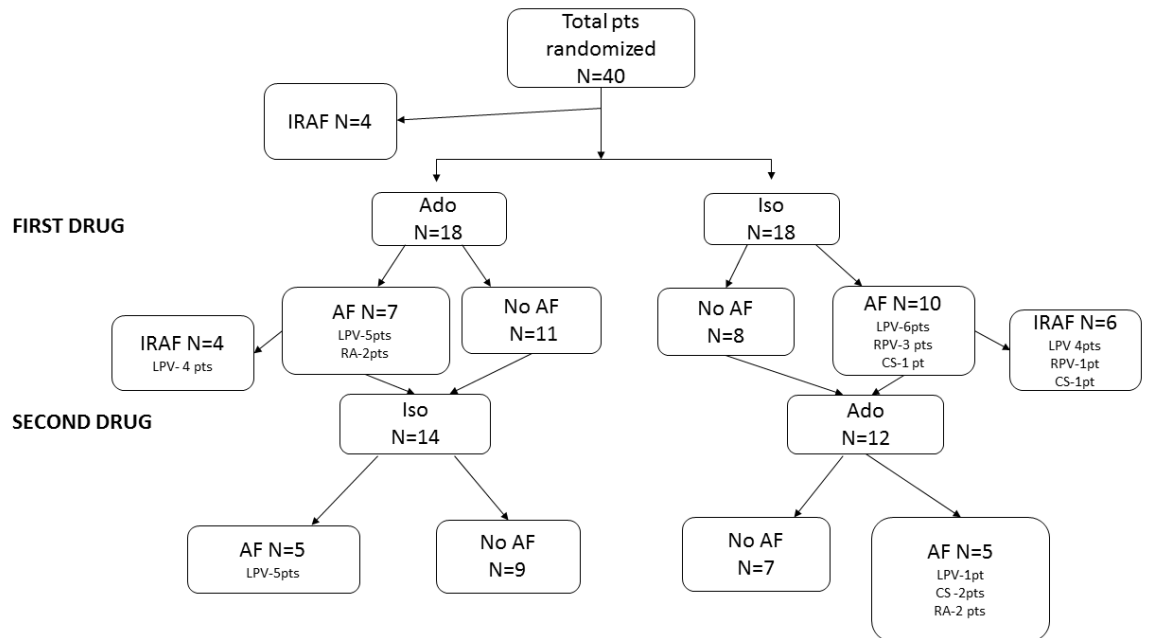 Total pts
randomized
N=40
IRAF N=4
FIRST DRUG
Ado
N=18
Iso
N=18
IRAF N=4
LPV- 4 pts
AF N=7
LPV-5pts
RA-2pts
No AF
N=11
No AF
N=8
AF N=10
LPV-6pts
RPV-3 pts
CS-1 pt
IRAF N=6
LPV 4pts
RPV-1pt
CS-1pt
SECOND DRUG
Iso
N=14
Ado
N=12
AF N=5
LPV-5pts
No AF
N=9
No AF
N=7
AF N=5
LPV-1pt
CS -2pts
RA-2 pts